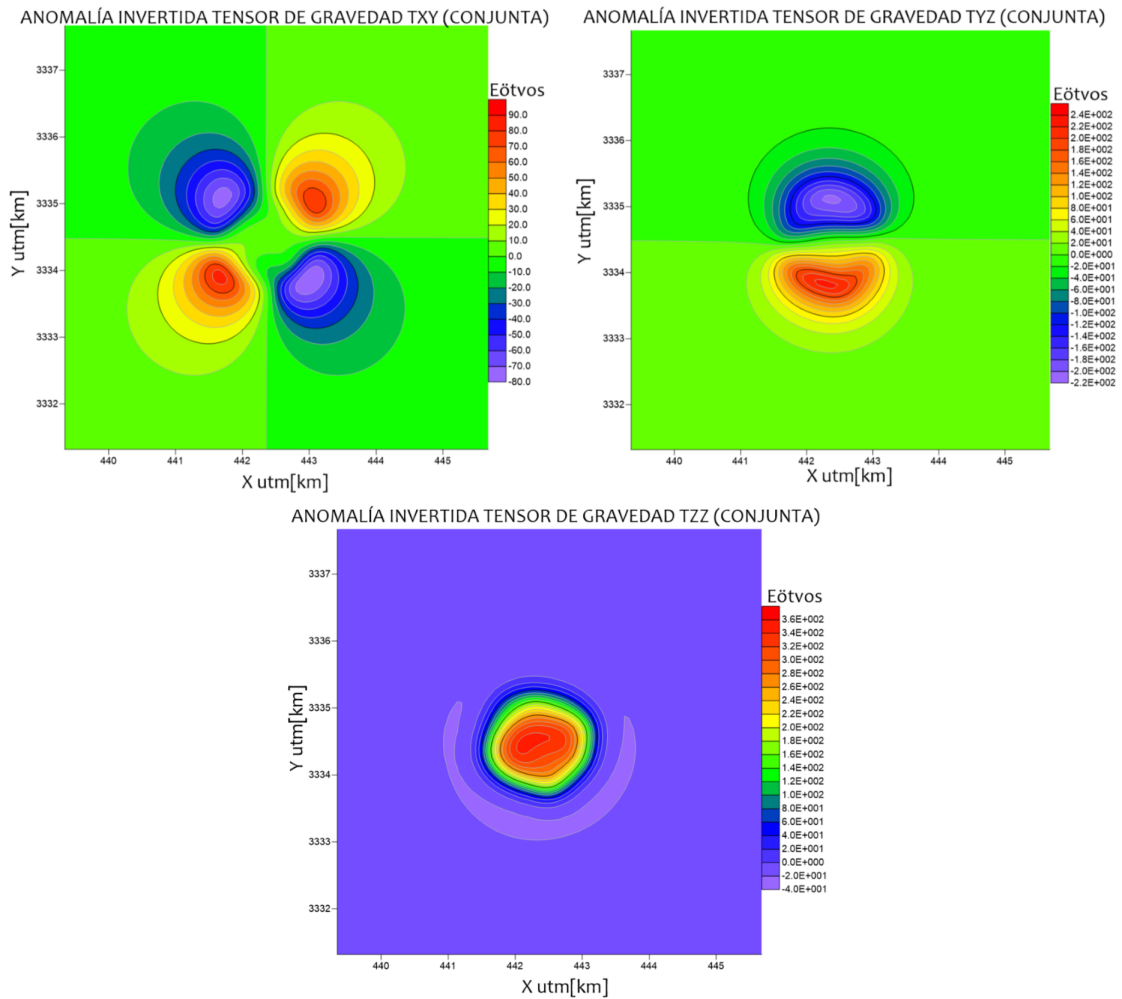 ANOMALÍA INVERTIDA TENSOR DE GRAVEDAD TXY (CONJUNTA)
Eötvos
3337
3336
3335
3334
3333
3332
Y utm[km]
440
441
442
443
444
445
X utm[km]
90.0
80.0
70.0
60.0
50.0
40.0
30.0
20.0
10.0
0.0
-10.0
-20.0
-30.0
-40.0
-50.0
-60.0
-70.0
-80.0
ANOMALÍA INVERTIDA TENSOR DE GRAVEDAD TYZ (CONJUNTA)
Eötvos
3337
3336
3335
3334
3333
3332
Y utm[km]
440
441
442
443
444
445
X utm[km]
2.4E+002
2.2E+002
2.0E+002
1.8E+002
1.6E+002
1.4E+002
1.2E+002
1.0E+002
8.0E+001
6.0E+001
4.0E+001
2.0E+001
0.0E+000
-2.0E+001
-4.0E+001
-6.0E+001
-8.0E+001
-1.0E+002
-1.2E+002
-1.4E+002
-1.6E+002
-1.8E+002
-2.0E+002
-2.2E+002
ANOMALÍA INVERTIDA TENSOR DE GRAVEDAD TZZ (CONJUNTA)
Eötvos
3337
3336
3335
3334
3333
3332
Y utm[km]
440
441
442
443
444
445
X utm[km]
3.6E+002
3.4E+002
3.2E+002
3.0E+002
2.8E+002
2.6E+002
2.4E+002
2.2E+002
2.0E+002
1.8E+002
1.6E+002
1.4E+002
1.2E+002
1.0E+002
8.0E+001
6.0E+001
4.0E+001
2.0E+001
0.0E+000
-2.0E+001
-4.0E+001